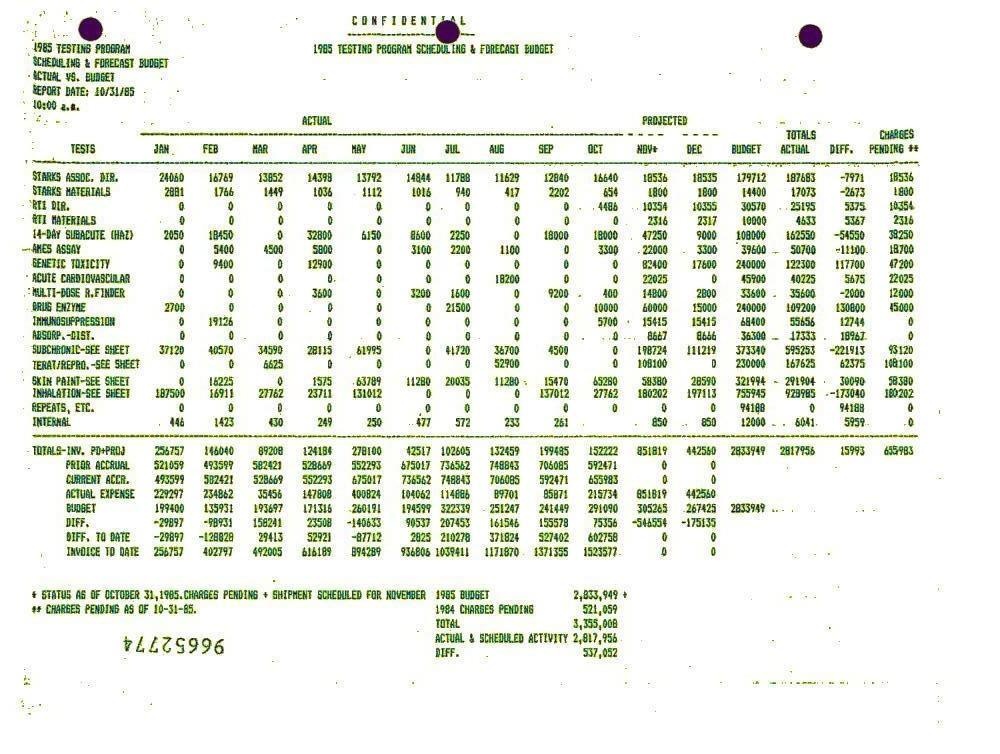 CONFIDENTIAL
1985 TESTING PROGRAM 1985 TESTING PROGRAM SCHEDULING & FORECAST BUDGET
SCHEDULING & FORECAST BUDGET
ACTUAL VS. BUDGET
REPORT DATE: 10/31/85
10:00 a.m.
ACTUAL PROJECTED
TOTALS CHARGES
TESTS JAN FEB MAR APR MAY JUN JUL AUG SEP OCT NOV* DEC BUDGET ACTUAL DIFF. PENDING **
STARKS ASSOC. DIR. 24060 16769 13852 14398 13792 14844 11788 11629 12840 16640 18536 18535 179712 187683 -7971 18536
STARKS MATERIALS 2881 1766 1449 1036 1112 1016 940 417 2202 654 1800 1800 14400 17073 -2673 1800
RTI DIR. 0 0 0 0 0 0 0 0 0 4486 10354 10355 30570 25195 5375 10354
RTI MATERIALS 0 0 0 0 0 0 0 0 0 0 2316 2317 10000 4633 5367 2316
14-DAY SUBACUTE (HAI) 2050 18450 0 32800 6150 8600 2250 0 18000 18000 47250 9000 108000 162550 -54550 38250
AMES ASSAY 0 5400 4500 5800 0 3100 2200 1100 0 3300 22000 3300 39600 50700 -11100 18700
GENETIC TOXICITY 0 9400 0 12900 0 0 0 0 0 0 82400 17600 240000 122300 117700 47200
ACUTE CARDIOVASCULAR 0 0 0 0 0 0 0 18200 0 0 22025 0 45900 40225 5675 22025
MULTI-DOSE R.FINDER 0 0 0 3600 0 3200 1600 0 9200 400 14800 2800 33600 35600 -2000 12000
DRUG ENZYME 2700 0 0 0 0 0 21500 0 0 10000 60000 15000 240000 109200 130800 45000
IMMUNOSUPPRESSION 0 19126 0 0 0 0 0 0 0 5700 15415 15415 68400 55656 12744 0
ABSORP.-DIST. 0 0 0 0 0 0 0 0 0 0 8667 8666 36300 17333 18967 0
SUBCHRONIC-SEE SHEET 37120 40570 34590 28115 61995 0 41720 36700 4500 0 198724 111219 373340 595253 -221913 93120
TERAT/REPRO.-SEE SHEET 0 0 6625 0 0 0 0 52900 0 0 108100 0 230000 167625 62375 108100
SKIN PAINT-SEE SHEET 0 16225 0 1575 63789 11280 20035 11280 15470 65280 58380 28590 321994 291904 30090 58380
INHALATION-SEE SHEET 187500 16911 27762 23711 131012 0 0 0 137012 27762 180202 197113 755945 928985 -173040 180202
REPEATS, ETC. 0 0 0 0 0 0 0 0 0 0 0 0 94188 0 94188 0
INTERNAL 446 1423 430 249 250 477 572 233 261 850 850 12000 6041 5959 0
TOTALS-INV. PD+PROJ 256757 146040 89208 124184 278100 42517 102605 132459 199485 152222 851819 442560 2833949 2817956 15993 655983
PRIOR ACCRUAL 521059 493599 582421 528669 552293 675017 736562 748843 706085 592471 0 0
CURRENT ACCR. 493599 582421 528669 552293 675017 736562 748843 706085 592471 655983 0 0
ACTUAL EXPENSE 229297 234862 35456 147808 400824 104062 114886 89701 85871 215734 851819 442560
BUDGET 199400 135931 193697 171316 260191 194599 322339 251247 241449 291090 305265 267425 2833949
DIFF. -29897 -98931 158241 23508 -140633 90537 207453 161546 155578 75356 -546554 -175135
DIFF. TO DATE -29897 -128828 29413 52921 -87712 2825 210278 371824 527402 602758 0 0
INVOICE TO DATE 256757 402797 492005 616189 894289 936806 1039411 1171870 1371355 1523577 0 0
* STATUS AS OF OCTOBER 31,1985.CHARGES PENDING + SHIPMENT SCHEDULED FOR NOVEMBER 1985 BUDGET 2,833,949 *
** CHARGES PENDING AS OF 10-31-85. 1984 CHARGES PENDING 521,059
TOTAL 3,355,008
ACTUAL & SCHEDULED ACTIVITY 2,817,956
DIFF. 537,052
96652774